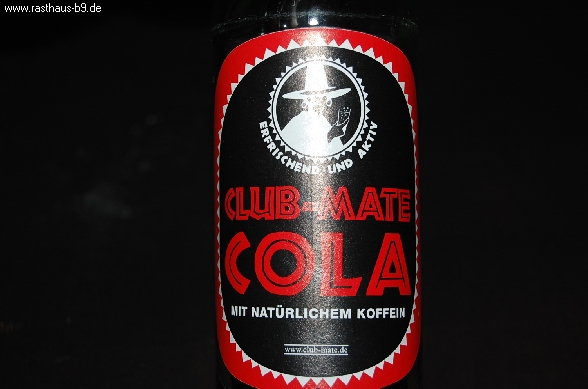 www.rasthaus-b9.de
ERFRISCHEND UND AKTIV
CLUB-MATE
COLA
MIT NATÜRLICHEM KOFFEIN
www.club-mate.de